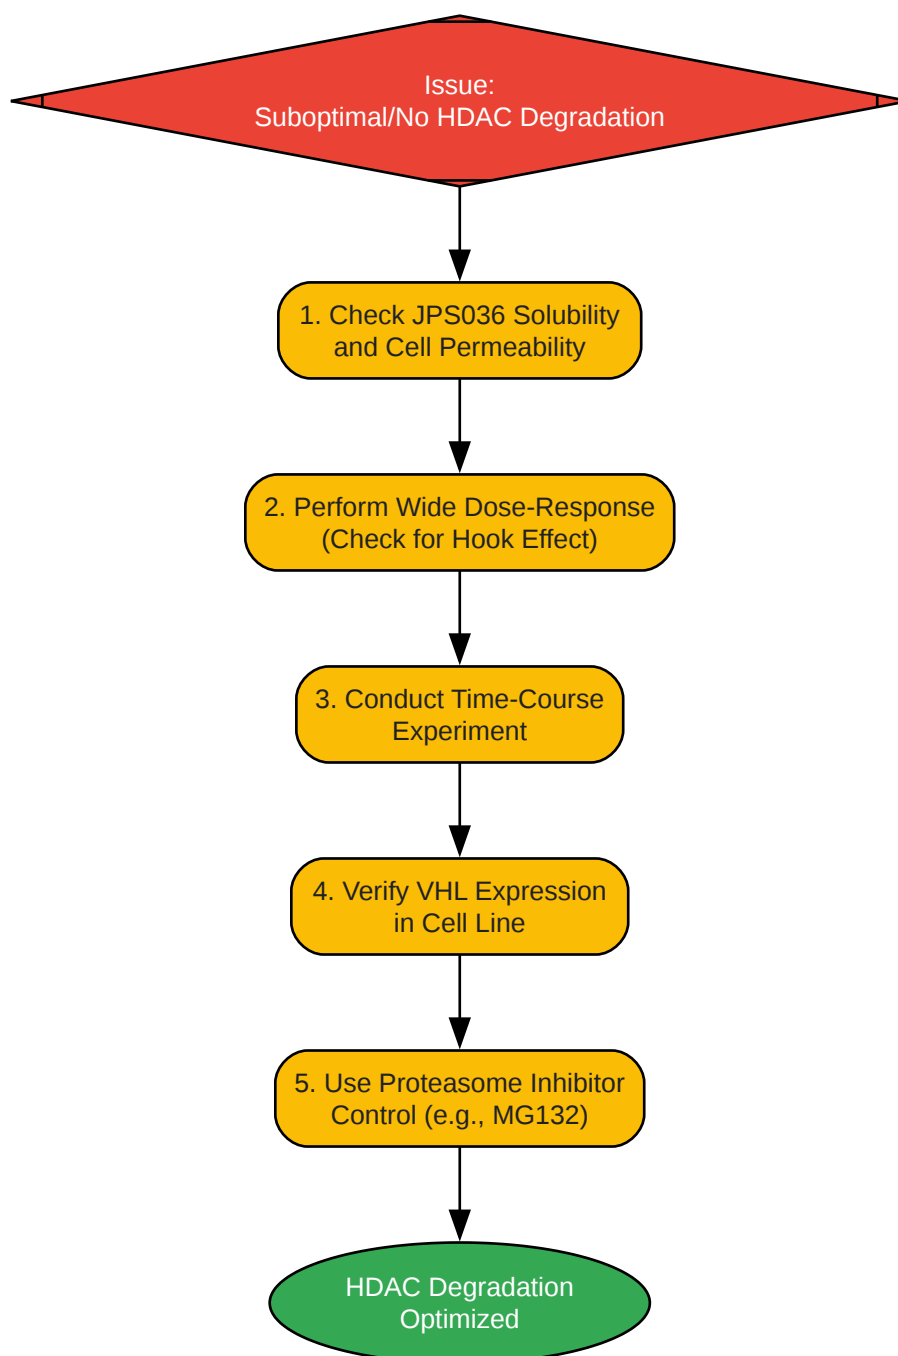 Issue:
Suboptimal/No HDAC Degradation
1. Check JPS036 Solubility
and Cell Permeability
2. Perform Wide Dose-Response
(Check for Hook Effect)
3. Conduct Time-Course
Experiment
4. Verify VHL Expression
in Cell Line
5. Use Proteasome Inhibitor
Control (e.g., MG132)
HDAC Degradation
Optimized